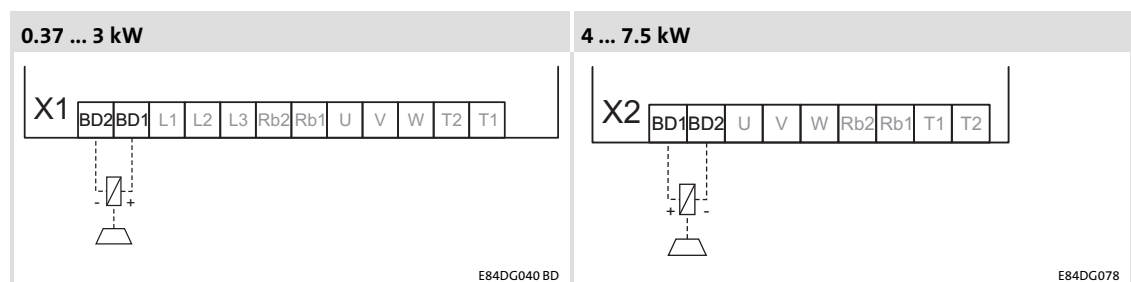 0.37 ... 3 kW
4 ... 7.5 kW
X1 BD2 BD1 L1 L2 L3 Rb2 Rb1 U V W T2 T1
- +
E84DG040 BD
X2 BD1 BD2 U V W Rb2 Rb1 T1 T2
+ -
E84DG078